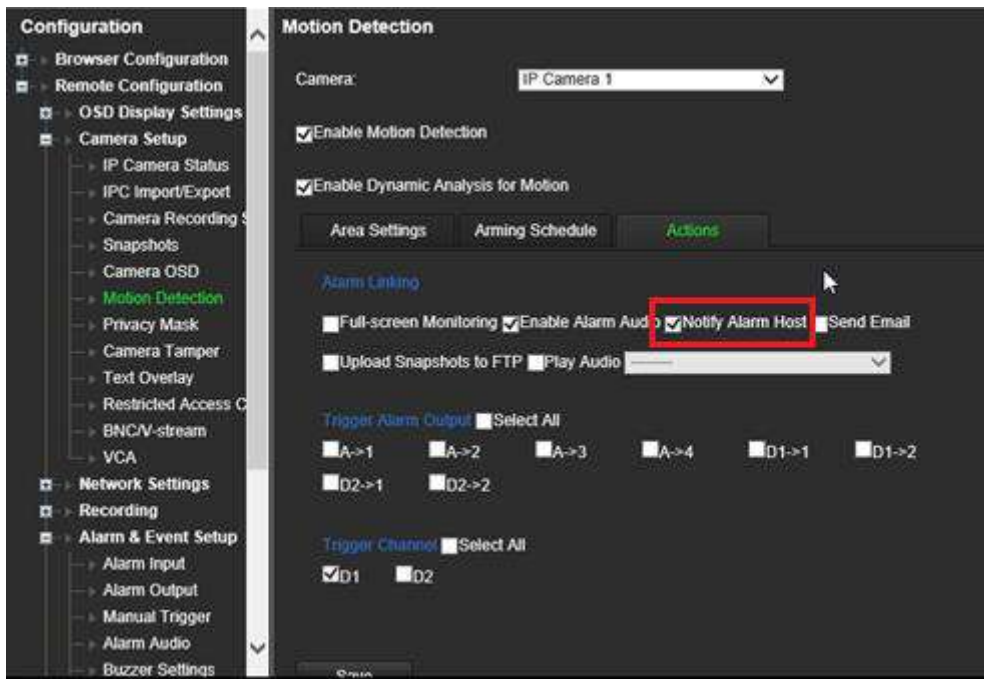 Configuration
Browser Configuration
Remote Configuration
OSD Display Settings
Camera Setup
IP Camera Status
IPC Import/Export
Camera Recording
Snapshots
Camera OSD
Motion Detection
Privacy Mask
Camera Tamper
Text Overlay
Restricted Access C
BNC/V-stream
VCA
Network Settings
Recording
Alarm & Event Setup
Alarm Input
Alarm Output
Manual Trigger
Alarm Audio
Buzzer Settings
Motion Detection
Camera: IP Camera 1
Enable Motion Detection
Enable Dynamic Analysis for Motion
Area Settings Arming Schedule Actions
Alarm Linking
Full-screen Monitoring Enable Alarm Audio Notify Alarm Host Send Email
Upload Snapshots to FTP Play Audio
Trigger Alarm Output Select All
A->1 A->2 A->3 A->4 D1->1 D1->2
D2->1 D2->2
Trigger Channel Select All
D1 D2
Save